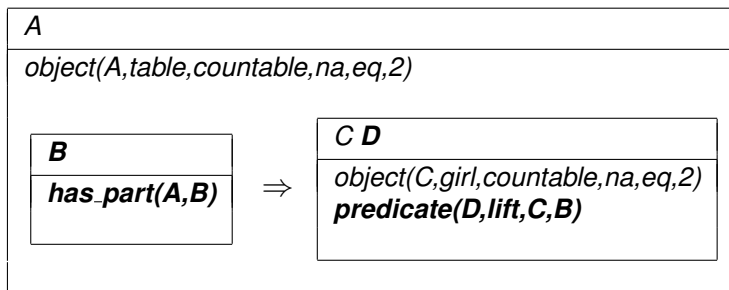 A
object(A,table,countable,na,eq,2)
B
has_part(A,B)
⇒
C D
object(C,girl,countable,na,eq,2)
predicate(D,lift,C,B)